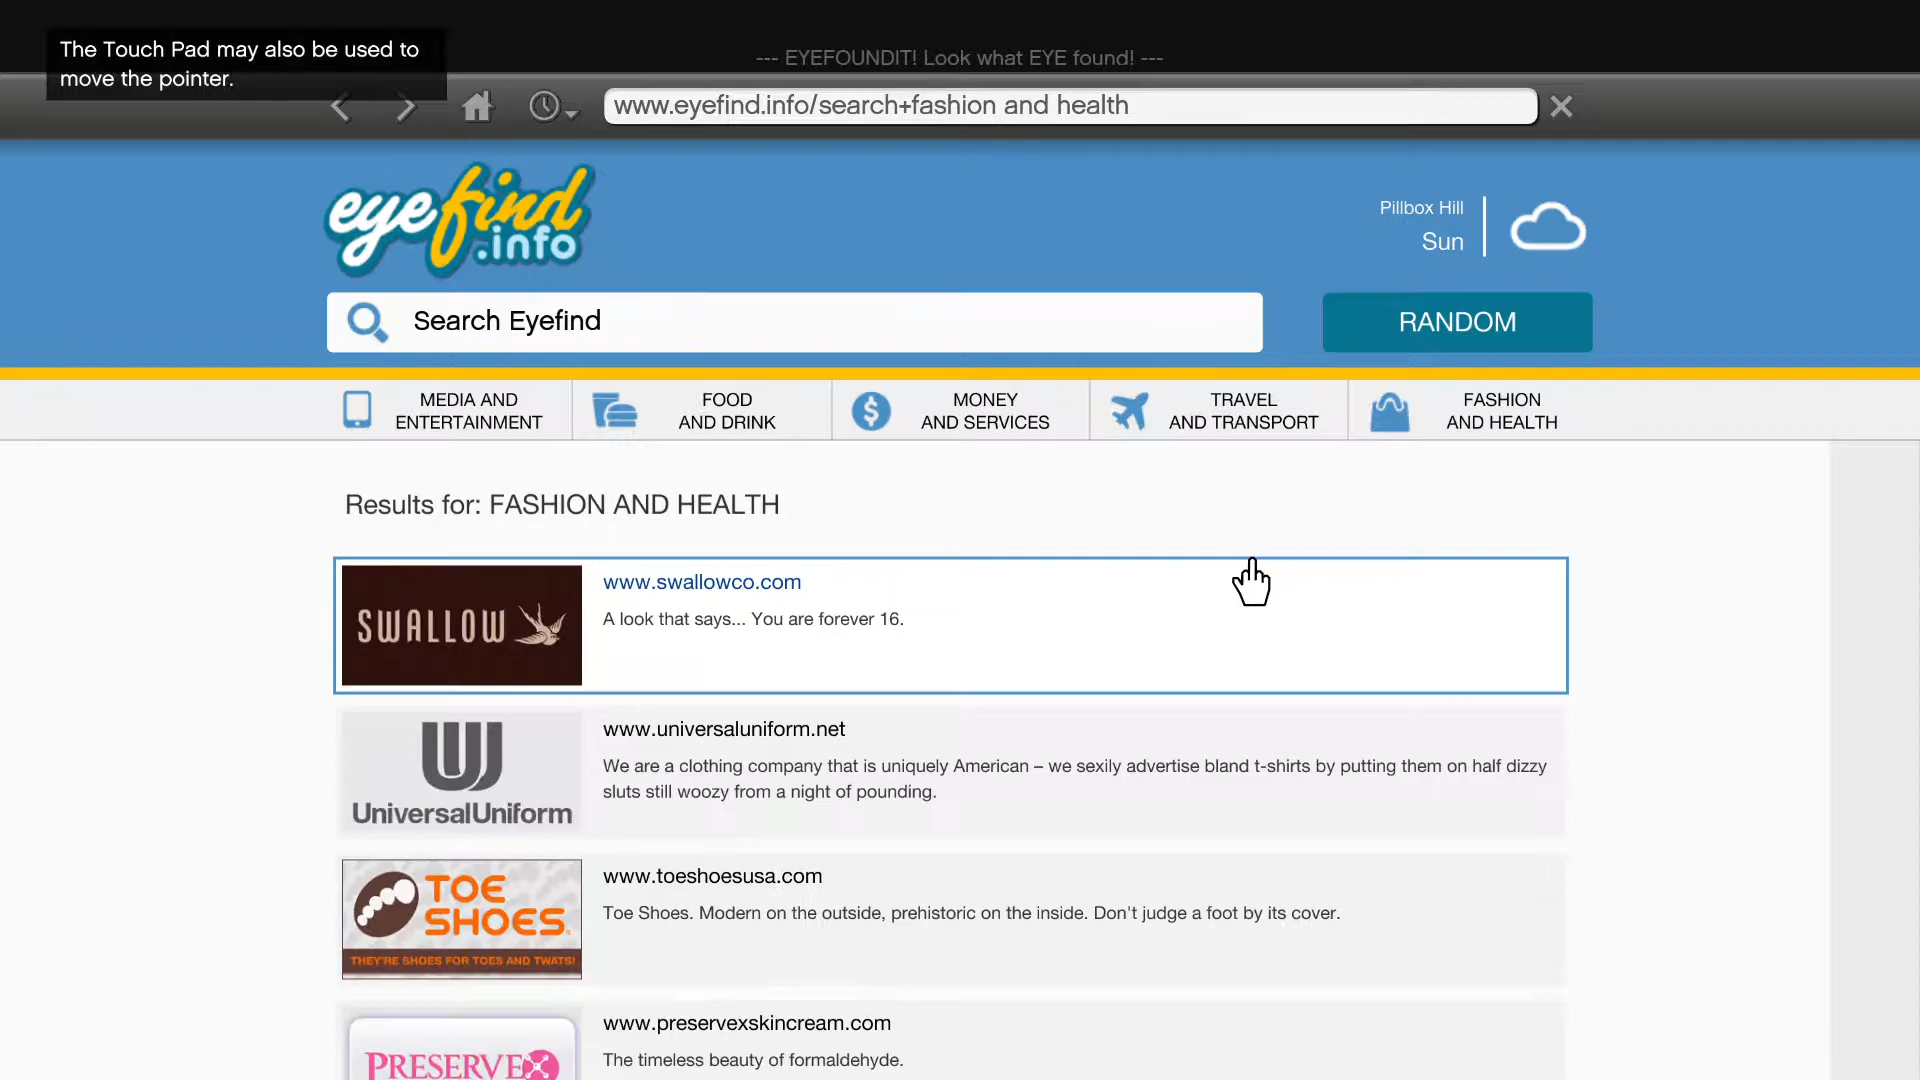 The Touch Pad may also be used to
move the pointer.
--- EYEFOUNDIT! Look what EYE found! ---
www.eyefind.info/search+fashion and health
eyefind
.info
Pillbox Hill
Sun
Search Eyefind
RANDOM
MEDIA AND
ENTERTAINMENT
FOOD
AND DRINK
MONEY
AND SERVICES
TRAVEL
AND TRANSPORT
FASHION
AND HEALTH
Results for: FASHION AND HEALTH
SWALLOW
www.swallowco.com
A look that says... You are forever 16.
UniversalUniform
www.universaluniform.net
We are a clothing company that is uniquely American – we sexily advertise bland t-shirts by putting them on half dizzy
sluts still woozy from a night of pounding.
TOE
SHOES
THEY'RE SHOES FOR TOES AND TWATS!
www.toeshoesusa.com
Toe Shoes. Modern on the outside, prehistoric on the inside. Don't judge a foot by its cover.
PRESERVEX
www.preservexskincream.com
The timeless beauty of formaldehyde.